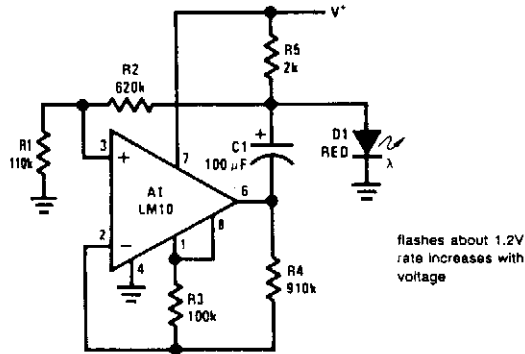 V+
R5
2k
R2
620k
R1
110k
C1
100 µF
+
D1
RED
λ
3
+
7
A1
LM10
6
2
−
1
8
4
R4
910k
R3
100k
flashes about 1.2V
rate increases with
voltage